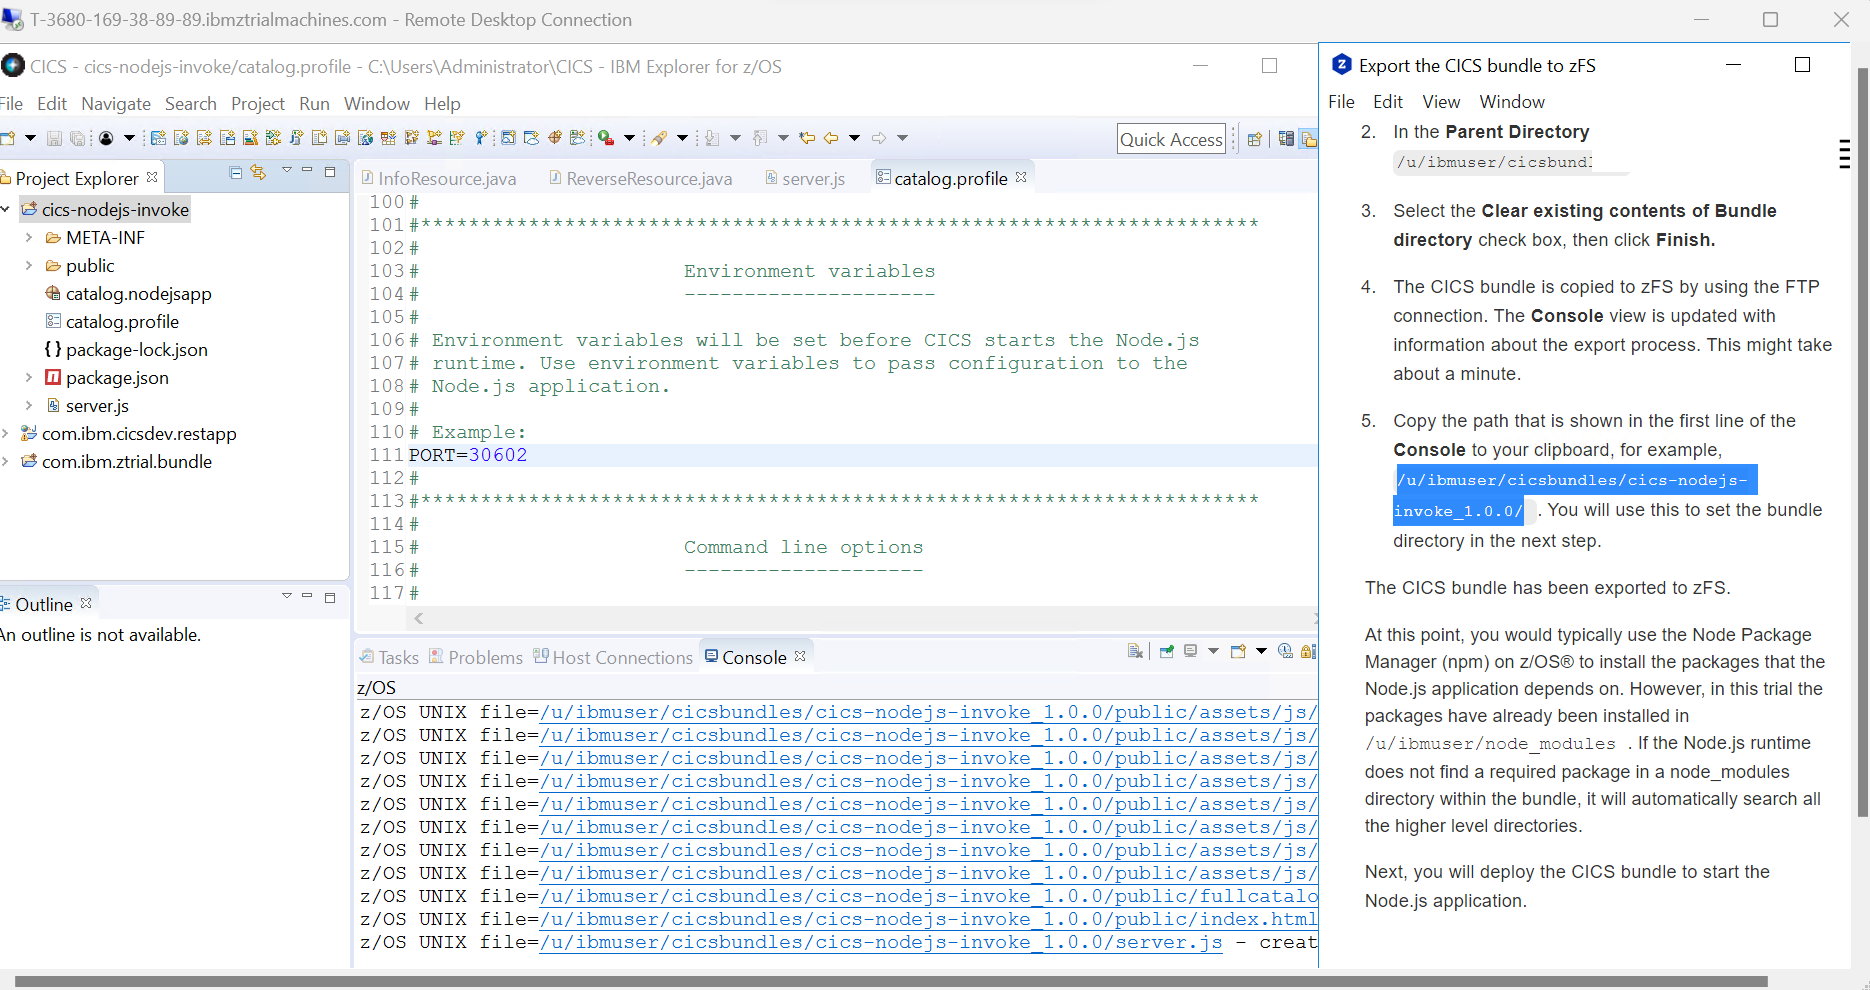 T-3680-169-38-89-89.ibmztrialmachines.com - Remote Desktop Connection
CICS - cics-nodejs-invoke/catalog.profile - C:\Users\Administrator\CICS - IBM Explorer for z/OS
File Edit Navigate Search Project Run Window Help
Quick Access
Project Explorer
cics-nodejs-invoke
META-INF
public
catalog.nodejsapp
catalog.profile
package-lock.json
package.json
server.js
com.ibm.cicsdev.restapp
com.ibm.ztrial.bundle
Outline
An outline is not available.
InfoResource.java ReverseResource.java server.js catalog.profile
100 #
101 #**********************************************************************
102 #
103 # Environment variables
104 # ---------------------
105 #
106 # Environment variables will be set before CICS starts the Node.js
107 # runtime. Use environment variables to pass configuration to the
108 # Node.js application.
109 #
110 # Example:
111 PORT=30602
112 #
113 #**********************************************************************
114 #
115 # Command line options
116 # --------------------
117 #
Tasks Problems Host Connections Console
z/OS
z/OS UNIX file=/u/ibmuser/cicsbundles/cics-nodejs-invoke_1.0.0/public/assets/js/
z/OS UNIX file=/u/ibmuser/cicsbundles/cics-nodejs-invoke_1.0.0/public/assets/js/
z/OS UNIX file=/u/ibmuser/cicsbundles/cics-nodejs-invoke_1.0.0/public/assets/js/
z/OS UNIX file=/u/ibmuser/cicsbundles/cics-nodejs-invoke_1.0.0/public/assets/js/
z/OS UNIX file=/u/ibmuser/cicsbundles/cics-nodejs-invoke_1.0.0/public/assets/js/
z/OS UNIX file=/u/ibmuser/cicsbundles/cics-nodejs-invoke_1.0.0/public/assets/js/
z/OS UNIX file=/u/ibmuser/cicsbundles/cics-nodejs-invoke_1.0.0/public/assets/js/
z/OS UNIX file=/u/ibmuser/cicsbundles/cics-nodejs-invoke_1.0.0/public/assets/js/
z/OS UNIX file=/u/ibmuser/cicsbundles/cics-nodejs-invoke_1.0.0/public/fullcatalo
z/OS UNIX file=/u/ibmuser/cicsbundles/cics-nodejs-invoke_1.0.0/public/index.html
z/OS UNIX file=/u/ibmuser/cicsbundles/cics-nodejs-invoke_1.0.0/server.js - creat
Export the CICS bundle to zFS
File Edit View Window
2. In the Parent Directory
/u/ibmuser/cicsbundl
3. Select the Clear existing contents of Bundle
directory check box, then click Finish.
4. The CICS bundle is copied to zFS by using the FTP
connection. The Console view is updated with
information about the export process. This might take
about a minute.
5. Copy the path that is shown in the first line of the
Console to your clipboard, for example,
/u/ibmuser/cicsbundles/cics-nodejs-
invoke_1.0.0/ . You will use this to set the bundle
directory in the next step.
The CICS bundle has been exported to zFS.
At this point, you would typically use the Node Package
Manager (npm) on z/OS® to install the packages that the
Node.js application depends on. However, in this trial the
packages have already been installed in
/u/ibmuser/node_modules . If the Node.js runtime
does not find a required package in a node_modules
directory within the bundle, it will automatically search all
the higher level directories.
Next, you will deploy the CICS bundle to start the
Node.js application.